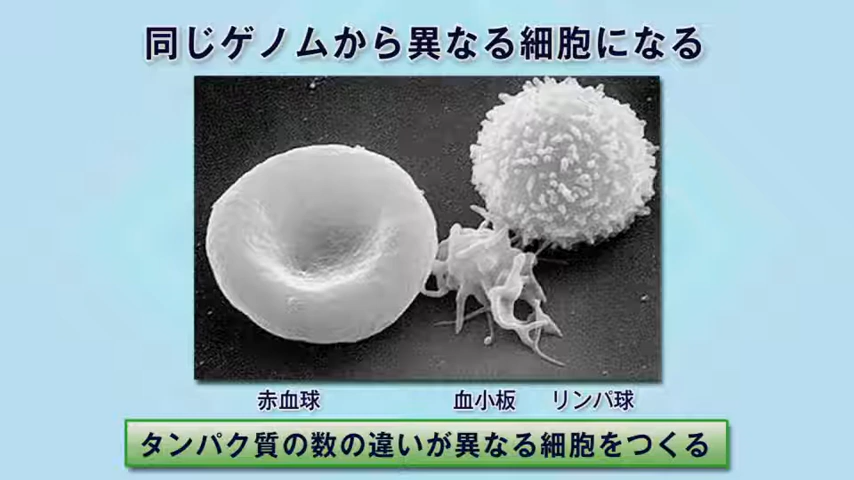 同じゲノムから異なる細胞になる
赤血球 血小板 リンパ球
タンパク質の数の違いが異なる細胞をつくる